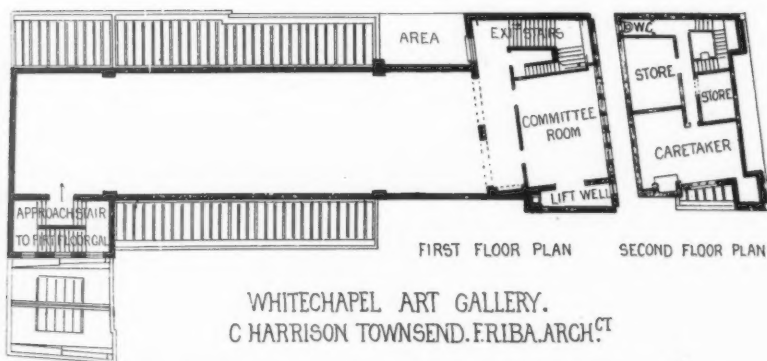 AREA
EXIT STAIRS
COMMITTEE
ROOM
LIFT WELL
W.C.
STORE
STORE
CARETAKER
APPROACH STAIR
TO FIRST FLOOR GAL
FIRST FLOOR PLAN
SECOND FLOOR PLAN
WHITECHAPEL ART GALLERY.
C HARRISON TOWNSEND. F.R.I.B.A. ARCH.CT